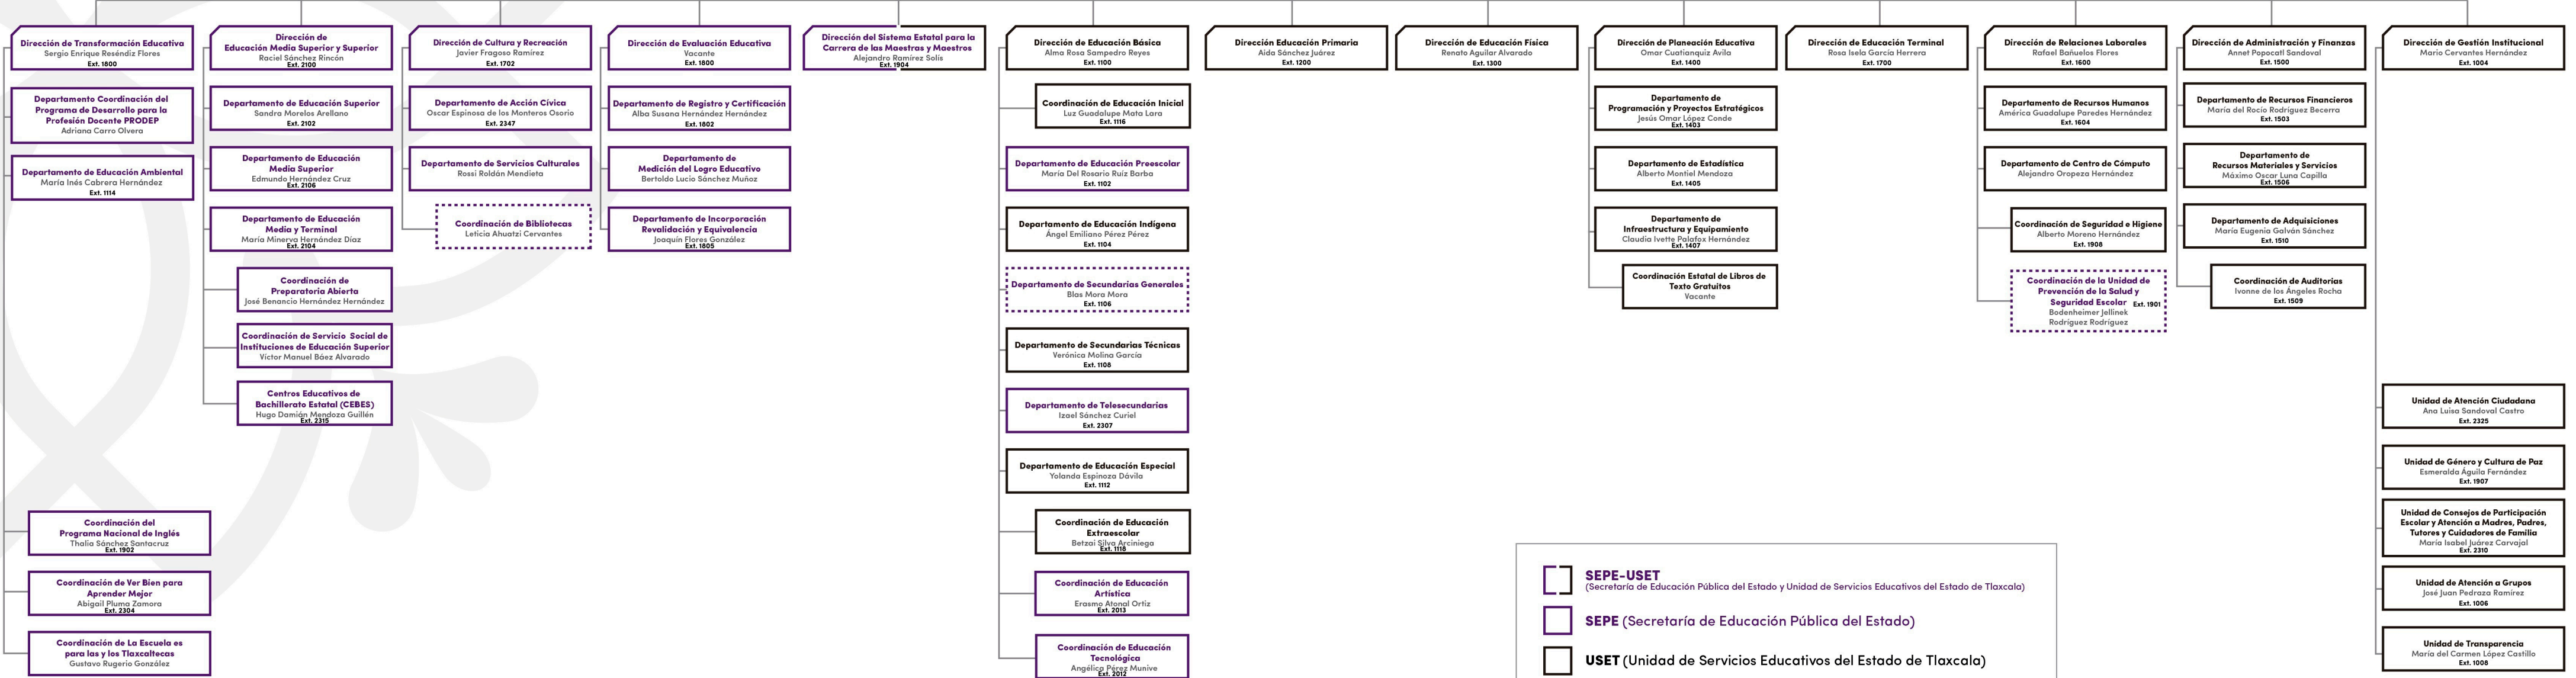 Dirección de Transformación Educativa
Sergio Enrique Reséndiz Flores
Ext. 1800
Departamento Coordinación del
Programa de Desarrollo para la
Profesión Docente PRODEP
Adriana Carro Olvera
Departamento de Educación Ambiental
María Inés Cabrera Hernández
Ext. 1114
Coordinación del
Programa Nacional de Inglés
Thalia Sánchez Santacruz
Ext. 1902
Coordinación de Ver Bien para
Aprender Mejor
Abigail Pluma Zamora
Ext. 2304
Coordinación de La Escuela es
para las y los Tlaxcaltecas
Gustavo Rugerio González
Dirección de
Educación Media Superior y Superior
Raciel Sánchez Rincón
Ext. 2100
Departamento de Educación Superior
Sandra Morelos Arellano
Ext. 2102
Departamento de Educación
Media Superior
Edmundo Hernández Cruz
Ext. 2106
Departamento de Educación
Media y Terminal
María Minerva Hernández Díaz
Ext. 2104
Coordinación de
Preparatoria Abierta
José Benancio Hernández Hernández
Coordinación de Servicio Social de
Instituciones de Educación Superior
Víctor Manuel Báez Alvarado
Centros Educativos de
Bachillerato Estatal (CEBES)
Hugo Damián Mendoza Guillén
Ext. 2315
Dirección de Cultura y Recreación
Javier Fragoso Ramírez
Ext. 1702
Departamento de Acción Cívica
Oscar Espinosa de los Monteros Osorio
Ext. 2347
Departamento de Servicios Culturales
Rossi Roldán Mendieta
Coordinación de Bibliotecas
Leticia Ahuatzi Cervantes
Dirección de Evaluación Educativa
Vacante
Ext. 1800
Departamento de Registro y Certificación
Alba Susana Hernández Hernández
Ext. 1802
Departamento de
Medición del Logro Educativo
Bertoldo Lucio Sánchez Muñoz
Departamento de Incorporación
Revalidación y Equivalencia
Joaquín Flores González
Ext. 1805
Dirección del Sistema Estatal para la
Carrera de las Maestras y Maestros
Alejandro Ramírez Solís
Ext. 1904
Dirección de Educación Básica
Alma Rosa Sampedro Reyes
Ext. 1100
Coordinación de Educación Inicial
Luz Guadalupe Mata Lara
Ext. 1116
Departamento de Educación Preescolar
María Del Rosario Ruiz Barba
Ext. 1102
Departamento de Educación Indígena
Ángel Emiliano Pérez Pérez
Ext. 1104
Departamento de Secundarias Generales
Blas Mora Mora
Ext. 1106
Departamento de Secundarias Técnicas
Verónica Molina García
Ext. 1108
Departamento de Telesecundarias
Izael Sánchez Curiel
Ext. 2307
Departamento de Educación Especial
Yolanda Espinoza Dávila
Ext. 1112
Coordinación de Educación
Extraescolar
Betzai Silva Arciniega
Ext. 1118
Coordinación de Educación
Artística
Erasmo Atonal Ortiz
Ext. 2013
Coordinación de Educación
Tecnológica
Angélica Pérez Munive
Ext. 2012
Dirección Educación Primaria
Aida Sánchez Juárez
Ext. 1200
Dirección de Educación Física
Renato Aguilar Alvarado
Ext. 1300
Dirección de Planeación Educativa
Omar Cuatianquiz Avila
Ext. 1400
Departamento de
Programación y Proyectos Estratégicos
Jesús Omar López Conde
Ext. 1403
Departamento de Estadística
Alberto Montiel Mendoza
Ext. 1405
Departamento de
Infraestructura y Equipamiento
Claudia Ivette Palafox Hernández
Ext. 1407
Coordinación Estatal de Libros de
Texto Gratuitos
Vacante
Dirección de Educación Terminal
Rosa Isela García Herrera
Ext. 1700
Dirección de Relaciones Laborales
Rafael Bañuelos Flores
Ext. 1600
Departamento de Recursos Humanos
América Guadalupe Paredes Hernández
Ext. 1604
Departamento de Centro de Cómputo
Alejandro Oropeza Hernández
Coordinación de Seguridad e Higiene
Alberto Moreno Hernández
Ext. 1908
Coordinación de la Unidad de
Prevención de la Salud y
Seguridad Escolar Ext. 1901
Bodenheimer Jellinek
Rodríguez Rodríguez
Dirección de Administración y Finanzas
Annet Popocatl Sandoval
Ext. 1500
Departamento de Recursos Financieros
María del Rocío Rodríguez Becerra
Ext. 1503
Departamento de
Recursos Materiales y Servicios
Máximo Oscar Luna Capilla
Ext. 1506
Departamento de Adquisiciones
María Eugenia Galván Sánchez
Ext. 1510
Coordinación de Auditorías
Ivonne de los Ángeles Rocha
Ext. 1509
Dirección de Gestión Institucional
Mario Cervantes Hernández
Ext. 1004
Unidad de Atención Ciudadana
Ana Luisa Sandoval Castro
Ext. 2325
Unidad de Género y Cultura de Paz
Esmeralda Águila Fernández
Ext. 1907
Unidad de Consejos de Participación
Escolar y Atención a Madres, Padres,
Tutores y Cuidadores de Familia
María Isabel Juárez Carvajal
Ext. 2310
Unidad de Atención a Grupos
José Juan Pedraza Ramírez
Ext. 1006
Unidad de Transparencia
María del Carmen López Castillo
Ext. 1008
SEPE-USET
(Secretaría de Educación Pública del Estado y Unidad de Servicios Educativos del Estado de Tlaxcala)
SEPE (Secretaría de Educación Pública del Estado)
USET (Unidad de Servicios Educativos del Estado de Tlaxcala)